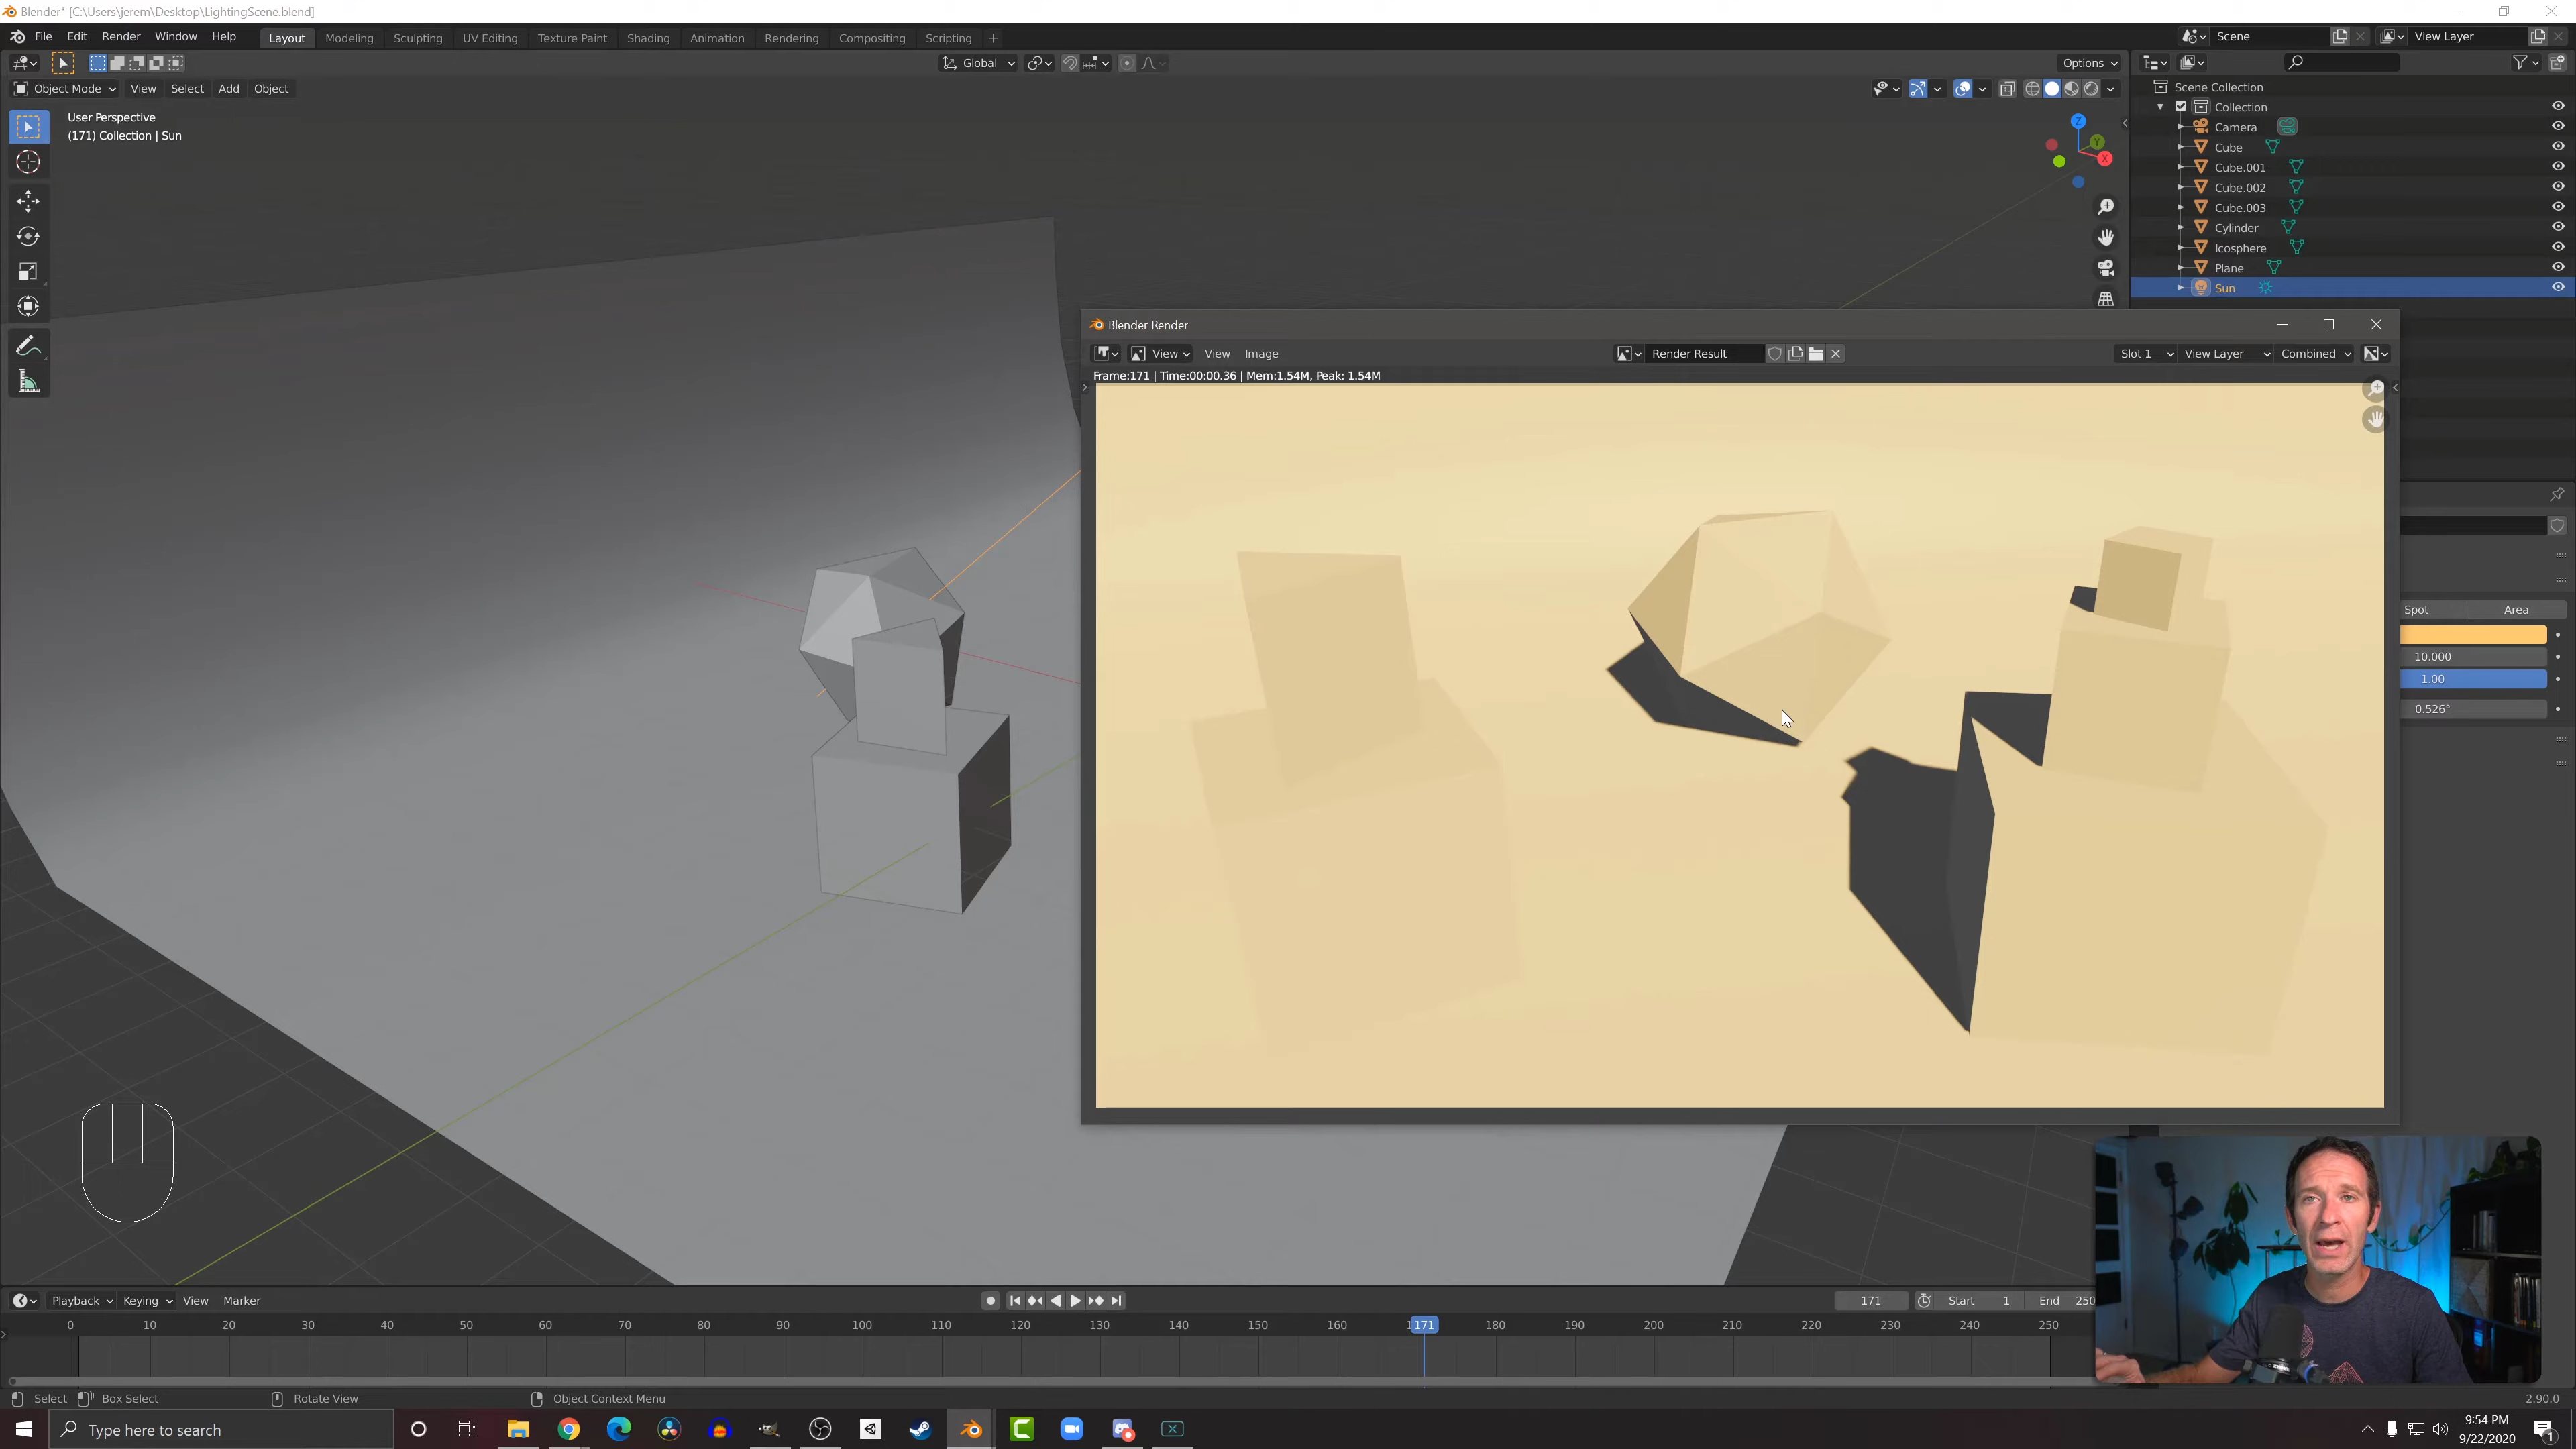 Blender* [C:\Users\jerem\Desktop\LightingScene.blend]
File Edit Render Window Help Layout Modeling Sculpting UV Editing Texture Paint Shading Animation Rendering Compositing Scripting + Scene View Layer
Global Options
Object Mode View Select Add Object
User Perspective
(171) Collection | Sun
Z
Y
X
Scene Collection
Collection
Camera
Cube
Cube.001
Cube.002
Cube.003
Cylinder
Icosphere
Plane
Sun
Blender Render
View View Image Render Result Slot 1 View Layer Combined
Frame:171 | Time:00:00.36 | Mem:1.54M, Peak: 1.54M
Spot Area
10.000
1.00
0.526°
Playback Keying View Marker 171 Start 1 End 250
0 10 20 30 40 50 60 70 80 90 100 110 120 130 140 150 160 171 180 190 200 210 220 230 240 250
Select Box Select Rotate View Object Context Menu 2.90.0
Type here to search
9:54 PM
9/22/2020
1